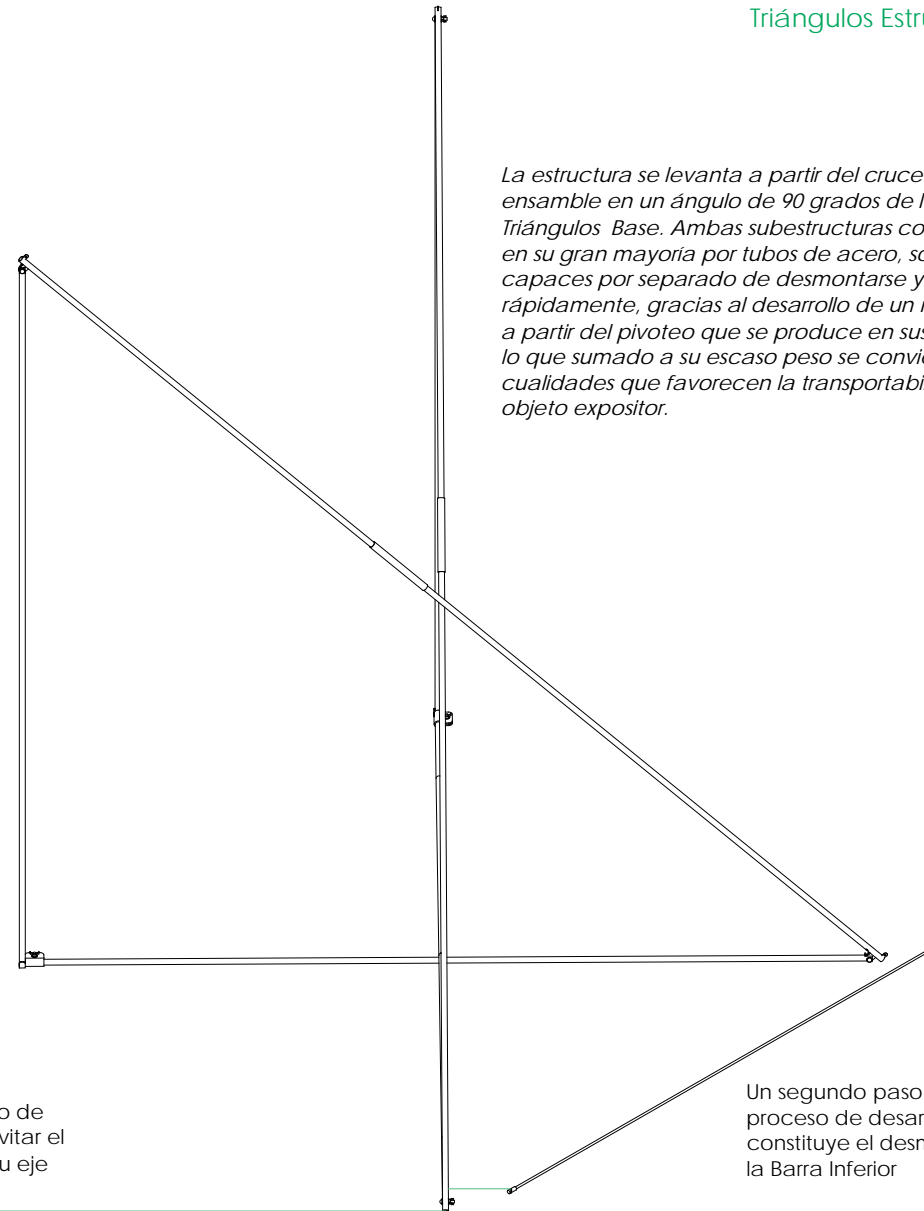 Triángulos Estru
La estructura se levanta a partir del cruce
ensamble en un ángulo de 90 grados de l
Triángulos Base. Ambas subestructuras co
en su gran mayoría por tubos de acero, so
capaces por separado de desmontarse y
rápidamente, gracias al desarrollo de un
a partir del pivoteo que se produce en sus
lo que sumado a su escaso peso se convie
cualidades que favorecen la transportabi
objeto expositor.
o de
vitar el
u eje
Un segundo paso
proceso de desar
constituye el desm
la Barra Inferior